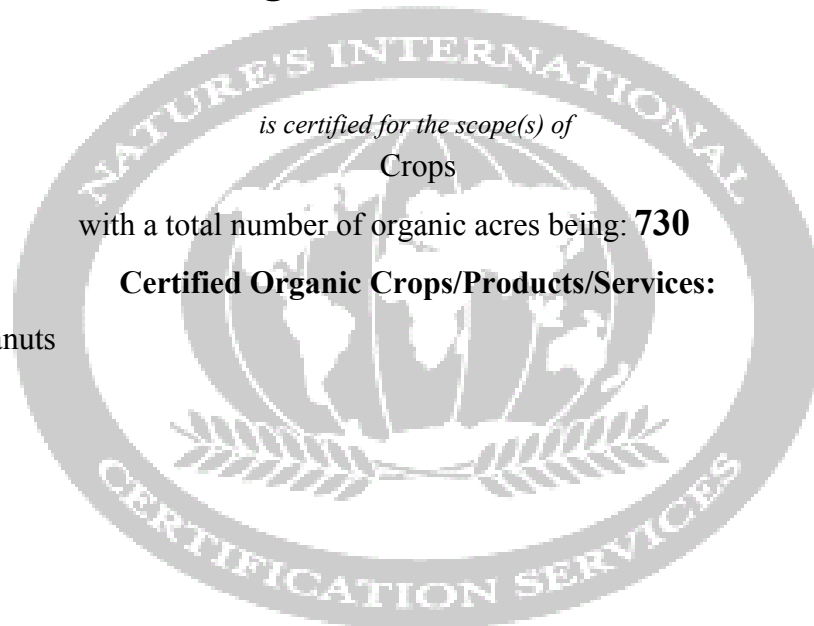 NATURE'S INTERNATIONAL
is certified for the scope(s) of
Crops
with a total number of organic acres being: 730
Certified Organic Crops/Products/Services:
anuts
CERTIFICATION SERVICES